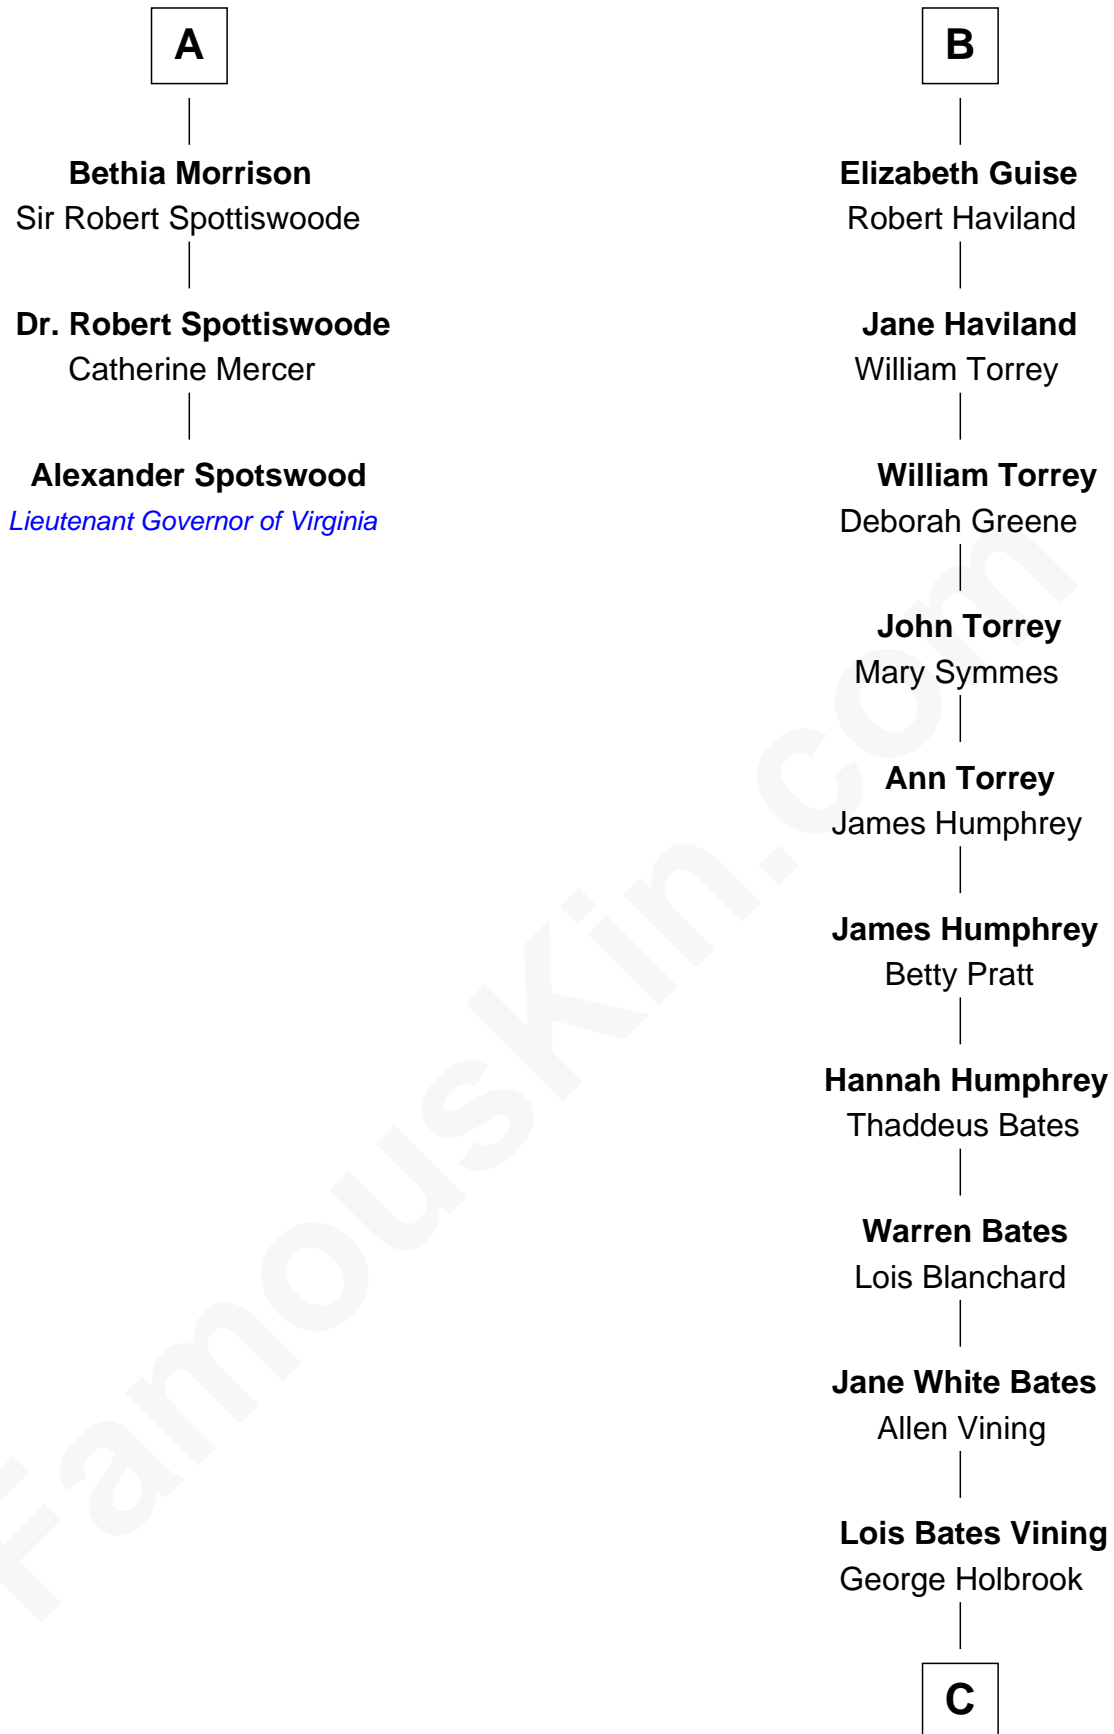 A
Bethia Morrison
Sir Robert Spottiswoode
Dr. Robert Spottiswoode
Catherine Mercer
Alexander Spotswood
Lieutenant Governor of Virginia
B
Elizabeth Guise
Robert Haviland
Jane Haviland
William Torrey
William Torrey
Deborah Greene
John Torrey
Mary Symmes
Ann Torrey
James Humphrey
James Humphrey
Betty Pratt
Hannah Humphrey
Thaddeus Bates
Warren Bates
Lois Blanchard
Jane White Bates
Allen Vining
Lois Bates Vining
George Holbrook
C
FamousKin.com